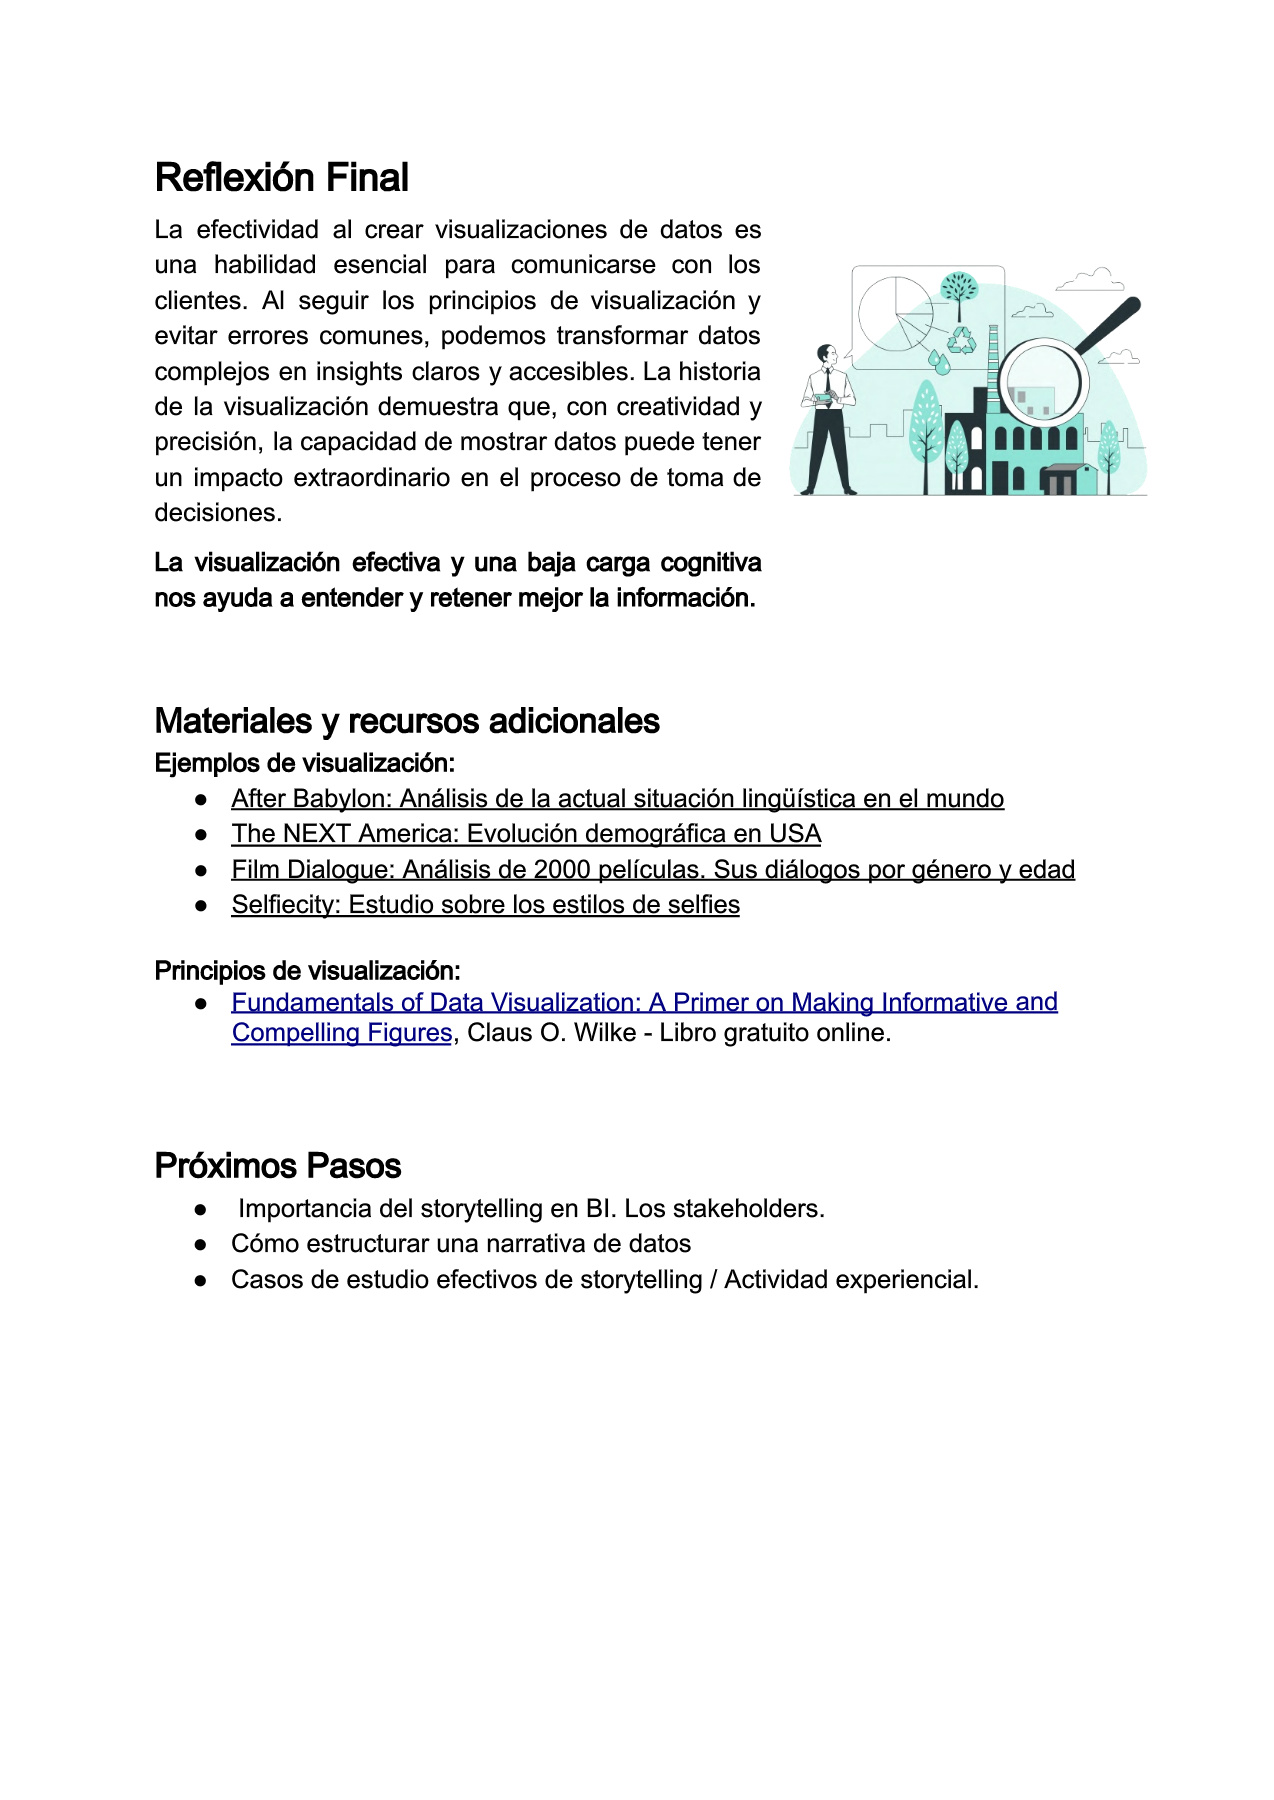 Reflexión Final
La efectividad al crear visualizaciones de datos es
una habilidad esencial para comunicarse con los
clientes. Al seguir los principios de visualización y
evitar errores comunes, podemos transformar datos
complejos en insights claros y accesibles. La historia
de la visualización demuestra que, con creatividad y
precisión, la capacidad de mostrar datos puede tener
un impacto extraordinario en el proceso de toma de
decisiones.
La visualización efectiva y una baja carga cognitiva
nos ayuda a entender y retener mejor la información.
Materiales y recursos adicionales
Ejemplos de visualización:
● After Babylon: Análisis de la actual situación lingüística en el mundo
● The NEXT America: Evolución demográfica en USA
● Film Dialogue: Análisis de 2000 películas. Sus diálogos por género y edad
● Selfiecity: Estudio sobre los estilos de selfies
Principios de visualización:
● Fundamentals of Data Visualization: A Primer on Making Informative and
Compelling Figures, Claus O. Wilke - Libro gratuito online.
Próximos Pasos
● Importancia del storytelling en BI. Los stakeholders.
● Cómo estructurar una narrativa de datos
● Casos de estudio efectivos de storytelling / Actividad experiencial.